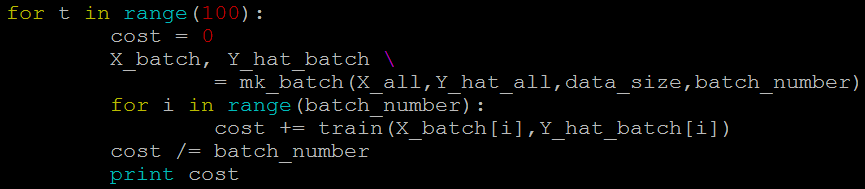 for t in range(100):
        cost = 0
        X_batch, Y_hat_batch \
                = mk_batch(X_all,Y_hat_all,data_size,batch_number)
        for i in range(batch_number):
                cost += train(X_batch[i],Y_hat_batch[i])
        cost /= batch_number
        print cost